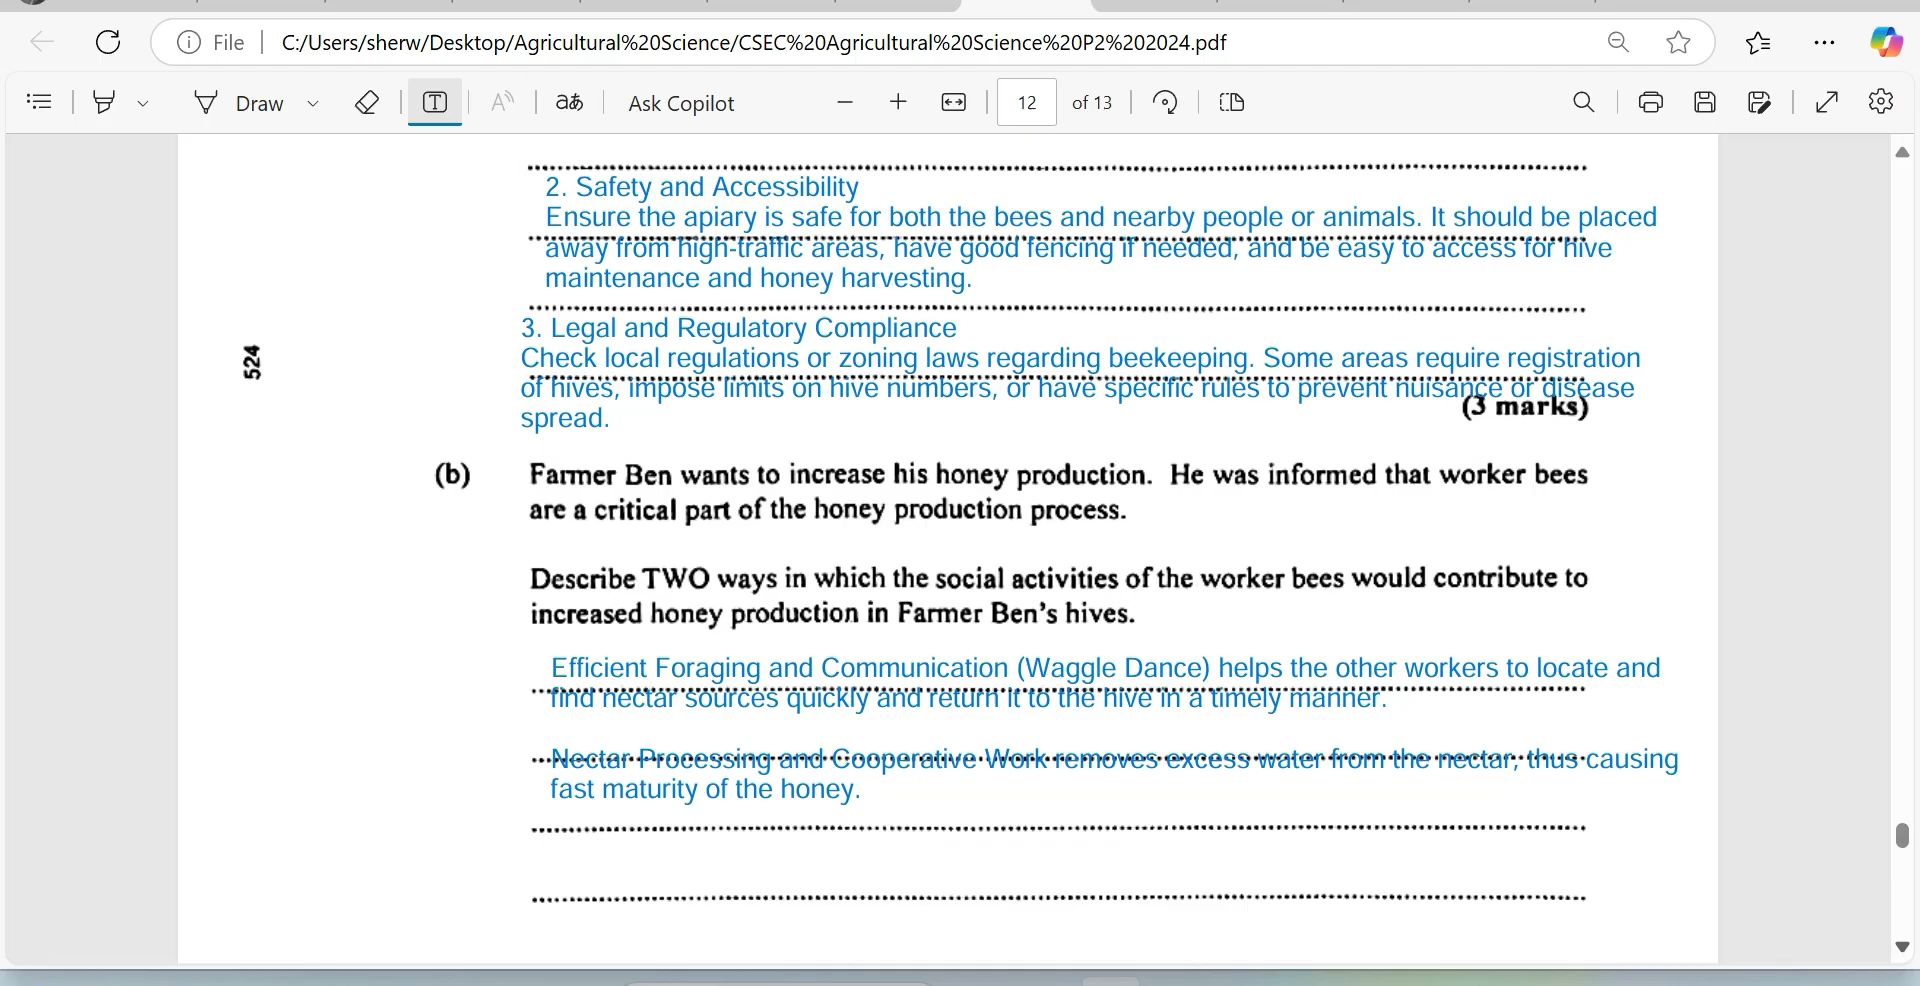 File
C:/Users/sherw/Desktop/Agricultural%20Science/CSEC%20Agricultural%20Science%20P2%202024.pdf
Draw
Ask Copilot
12 of 13
2. Safety and Accessibility
Ensure the apiary is safe for both the bees and nearby people or animals. It should be placed
away from high-traffic areas, have good fencing if needed, and be easy to access for hive
maintenance and honey harvesting.
3. Legal and Regulatory Compliance
Check local regulations or zoning laws regarding beekeeping. Some areas require registration
of hives, impose limits on hive numbers, or have specific rules to prevent nuisance or disease
spread.
(3 marks)
524
(b) Farmer Ben wants to increase his honey production. He was informed that worker bees
are a critical part of the honey production process.
Describe TWO ways in which the social activities of the worker bees would contribute to
increased honey production in Farmer Ben's hives.
Efficient Foraging and Communication (Waggle Dance) helps the other workers to locate and
find nectar sources quickly and return it to the hive in a timely manner.
Nectar Processing and Cooperative Work removes excess water from the nectar, thus causing
fast maturity of the honey.